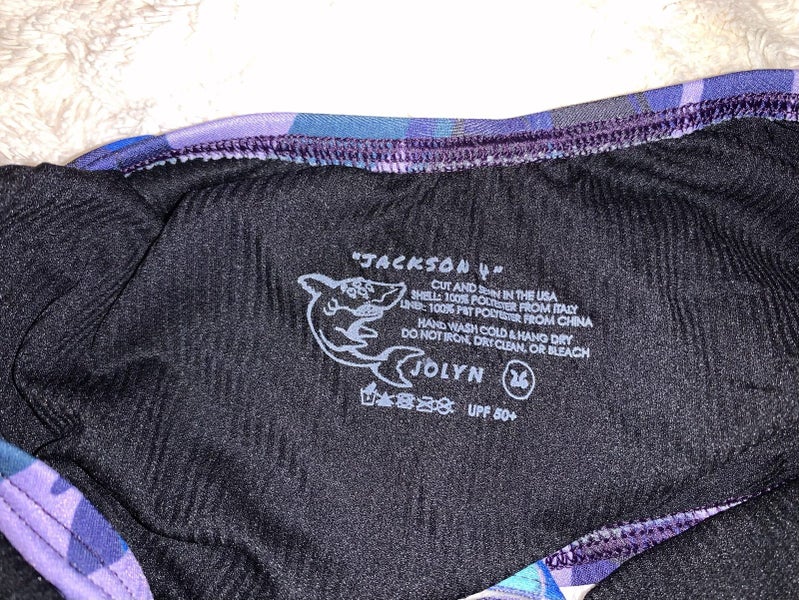 "JACKSON 4"
CUT AND SEWN IN THE USA
SHELL: 100% POLYESTER FROM ITALY
LINER: 100% PBT POLYESTER FROM CHINA
HAND WASH COLD & HANG DRY
DO NOT IRON, DRY CLEAN, OR BLEACH
JOLYN 26
UPF 50+